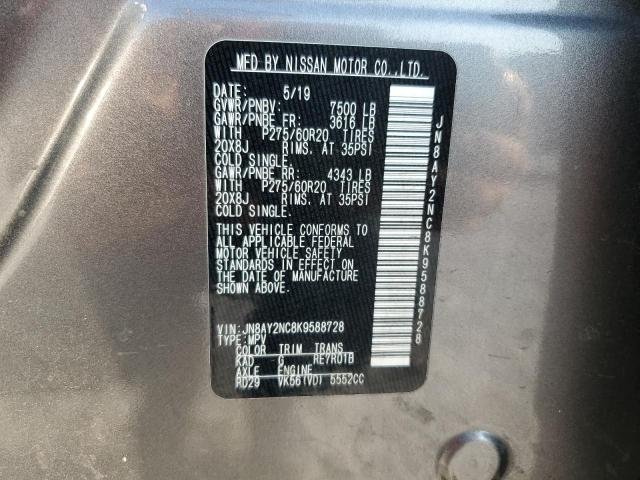 MFD BY NISSAN MOTOR CO.,LTD.
DATE: 5/19
GVWR/PNBV: 7500 LB
GAWR/PNBE FR: 3616 LB
WITH P275/60R20 TIRES
20X8J RIMS. AT 35PSI
COLD SINGLE.
GAWR/PNBE RR: 4343 LB
WITH P275/60R20 TIRES
20X8J RIMS. AT 35PSI
COLD SINGLE.
THIS VEHICLE CONFORMS TO
ALL APPLICABLE FEDERAL
MOTOR VEHICLE SAFETY
STANDARDS IN EFFECT ON
THE DATE OF MANUFACTURE
SHOWN ABOVE.
VIN:JN8AY2NC8K9588728
TYPE:MPV
COLOR TRIM TRANS
KAD G RE7R01B
AXLE ENGINE
RD29 VK56(VD) 5552CC
JN8AY2NC8K9588728